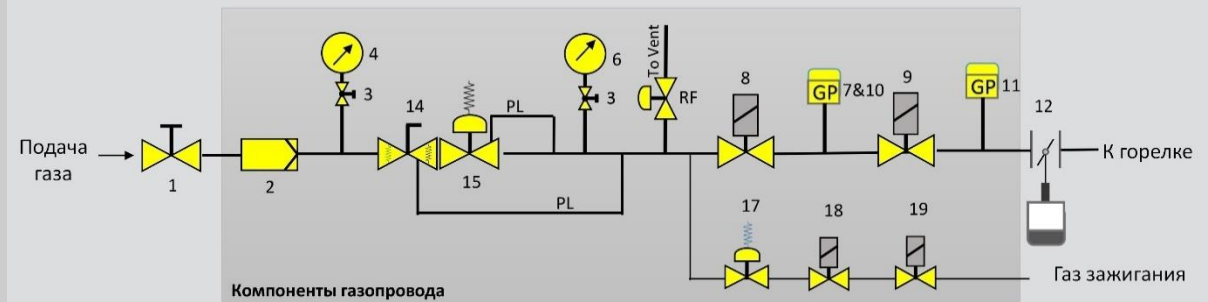 To Vent
4
6
8
9
3
3
14
PL
RF
GP
7&10
GP
11
12
Подача
газа
К горелке
1
2
15
PL
17
18
19
Газ зажигания
Компоненты газопровода